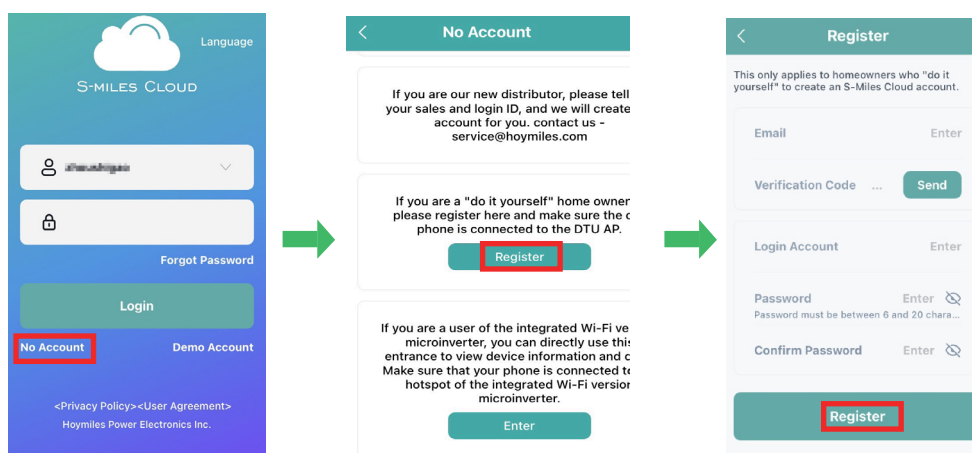 Language
S-MILES CLOUD
Forgot Password
Login
No Account
Demo Account
<Privacy Policy><User Agreement>
Hoymiles Power Electronics Inc.
No Account
If you are our new distributor, please tell
your sales and login ID, and we will create
account for you. contact us -
service@hoymiles.com
If you are a "do it yourself" home owner
please register here and make sure the
phone is connected to the DTU AP.
Register
If you are a user of the integrated Wi-Fi ve
microinverter, you can directly use this
entrance to view device information and
Make sure that your phone is connected t
hotspot of the integrated Wi-Fi version
microinverter.
Enter
Register
This only applies to homeowners who "do it
yourself" to create an S-Miles Cloud account.
Email
Enter
Verification Code ...
Send
Login Account
Enter
Password
Enter
Password must be between 6 and 20 chara...
Confirm Password
Enter
Register